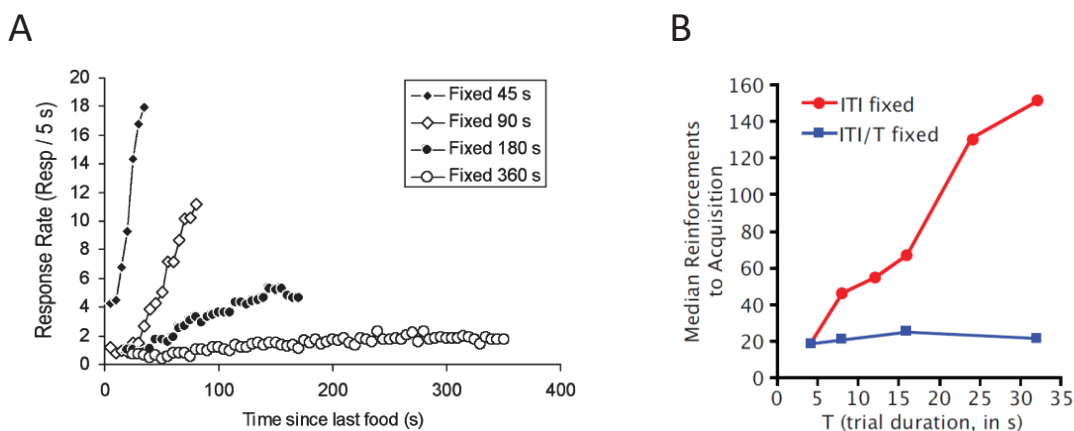 A
B
20
18
16
14
12
10
8
6
4
2
0
Response Rate (Resp / 5 s)
Fixed 45 s
Fixed 90 s
Fixed 180 s
Fixed 360 s
0 100 200 300 400
Time since last food (s)
160
140
120
100
80
60
40
20
0
Median Reinforcements
to Acquisition
ITI fixed
ITI/T fixed
0 5 10 15 20 25 30 35
T (trial duration, in s)